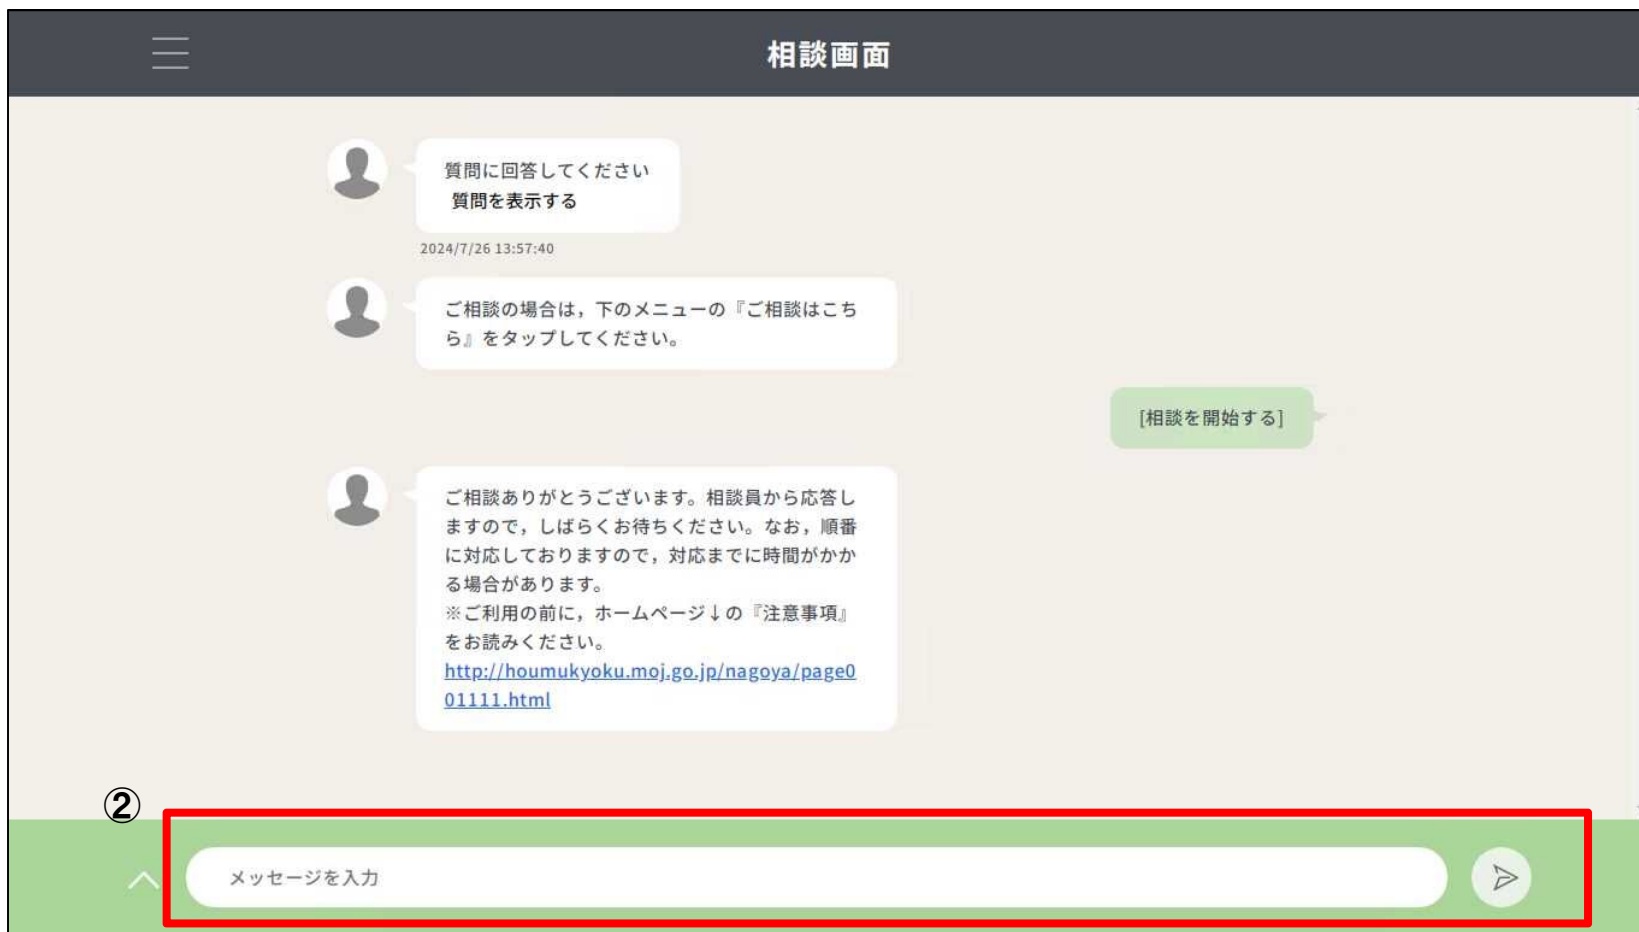 相談画面
質問に回答してください
質問を表示する
2024/7/26 13:57:40
ご相談の場合は，下のメニューの『ご相談はこち
ら』をタップしてください。
[相談を開始する]
ご相談ありがとうございます。相談員から応答し
ますので，しばらくお待ちください。なお，順番
に対応しておりますので，対応までに時間がかか
る場合があります。
※ご利用の前に，ホームページ↓の『注意事項』
をお読みください。
http://houmukyoku.moj.go.jp/nagoya/page0
01111.html
②
メッセージを入力